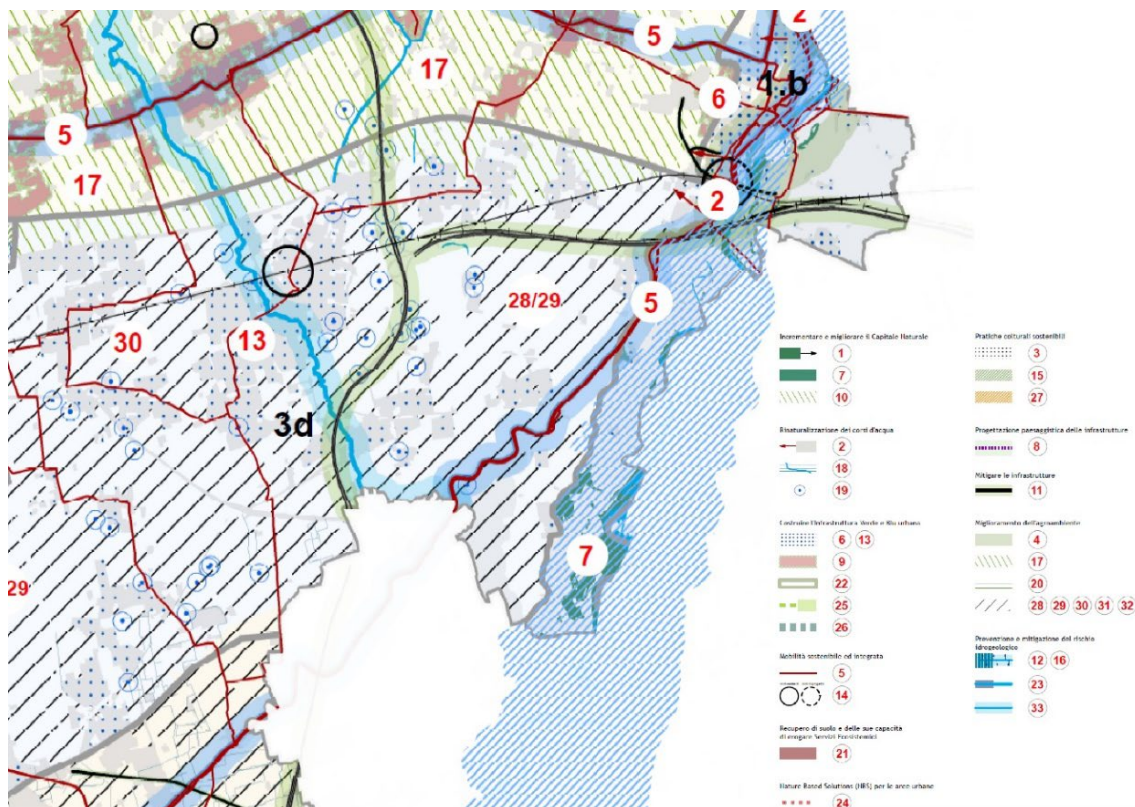 2
5
17
1.b
6
5
17
2
28/29
5
30
13
3d
7
29
Incrementare e migliorare il Capitale Naturale
1
7
10
Rinaturalizzazione dei corsi d'acqua
2
18
19
Costruire l'Infrastruttura Verde e Blu urbana
6 13
9
22
25
26
Mobilità sostenibile ed integrata
5
14
Recupero di suolo e delle sue capacità
di erogare Servizi Ecosistemici
21
Nature Based Solutions (NBS) per le aree urbane
24
Pratiche colturali sostenibili
3
15
27
Progettazione paesaggistica delle infrastrutture
8
Mitigare le infrastrutture
11
Miglioramento dell'agroambiente
4
17
20
28 29 30 31 32
Prevenzione e mitigazione del rischio
idrogeologico
12 16
23
33